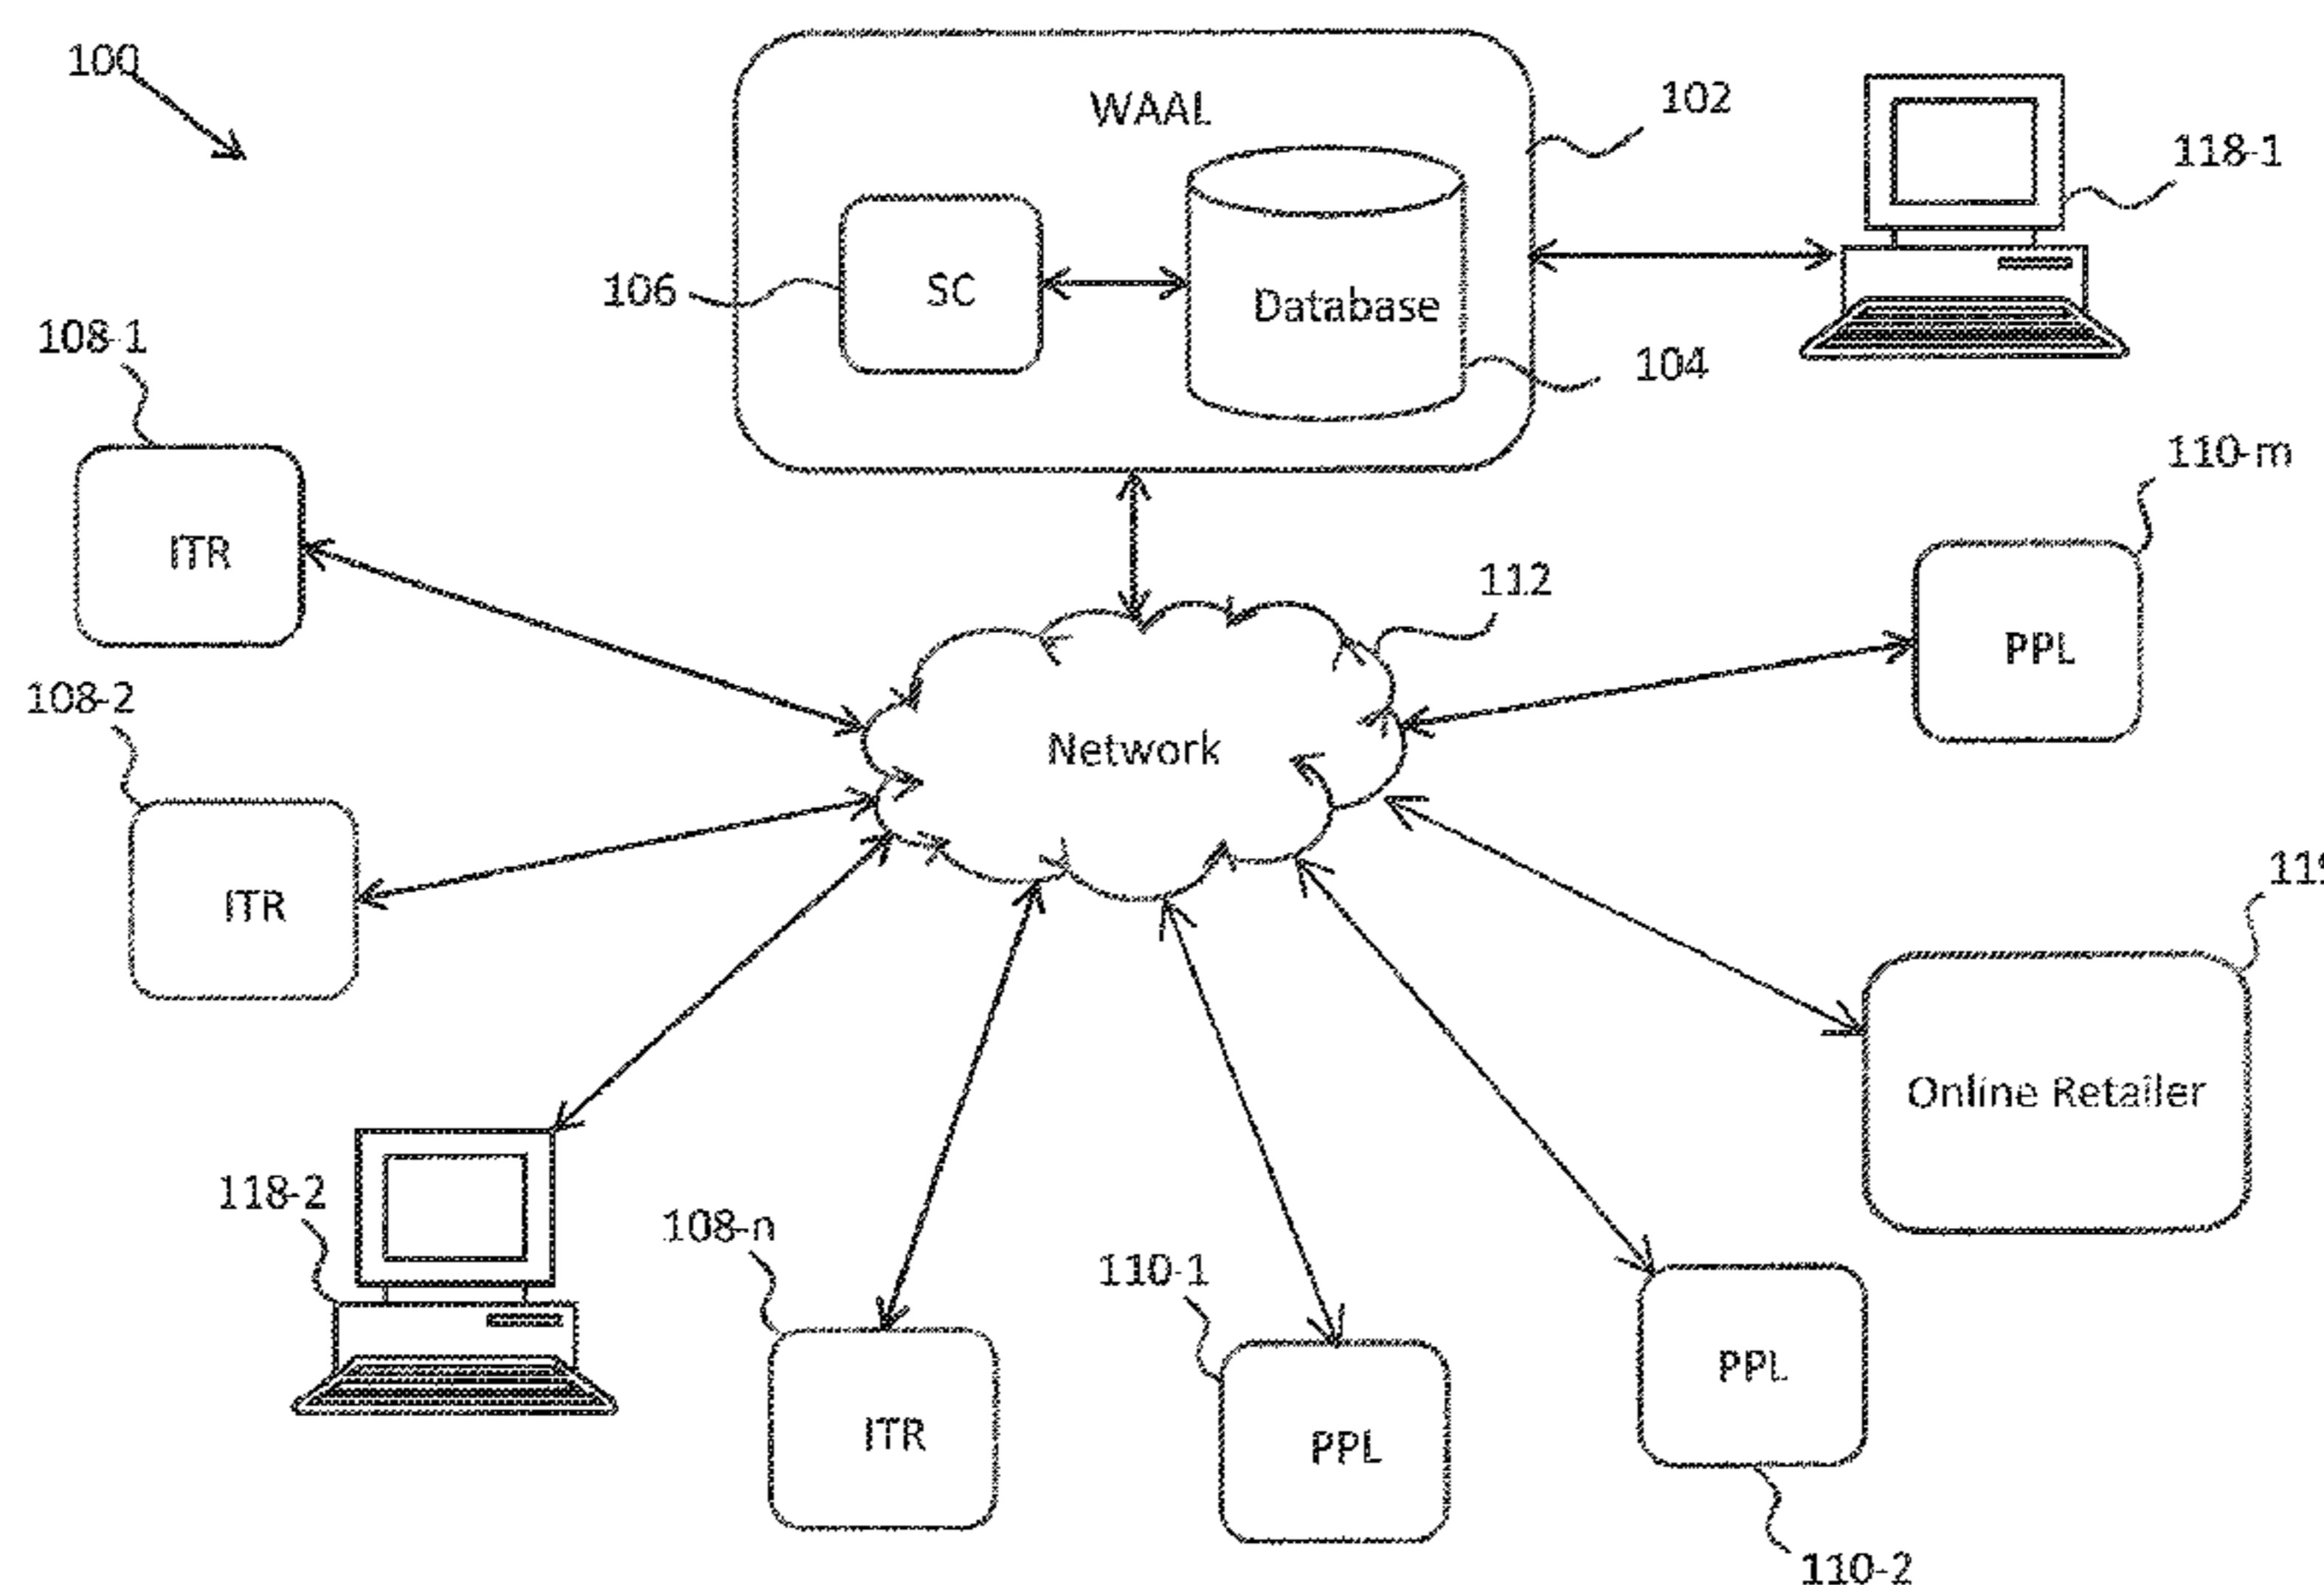 100
WAAL
102
118-1
SC
Database
106
104
108-1
ITR
110-m
PPL
112
108-2
Network
ITR
Online Retailer
118-2
108-n
110-1
ITR
PPL
PPL
110-2